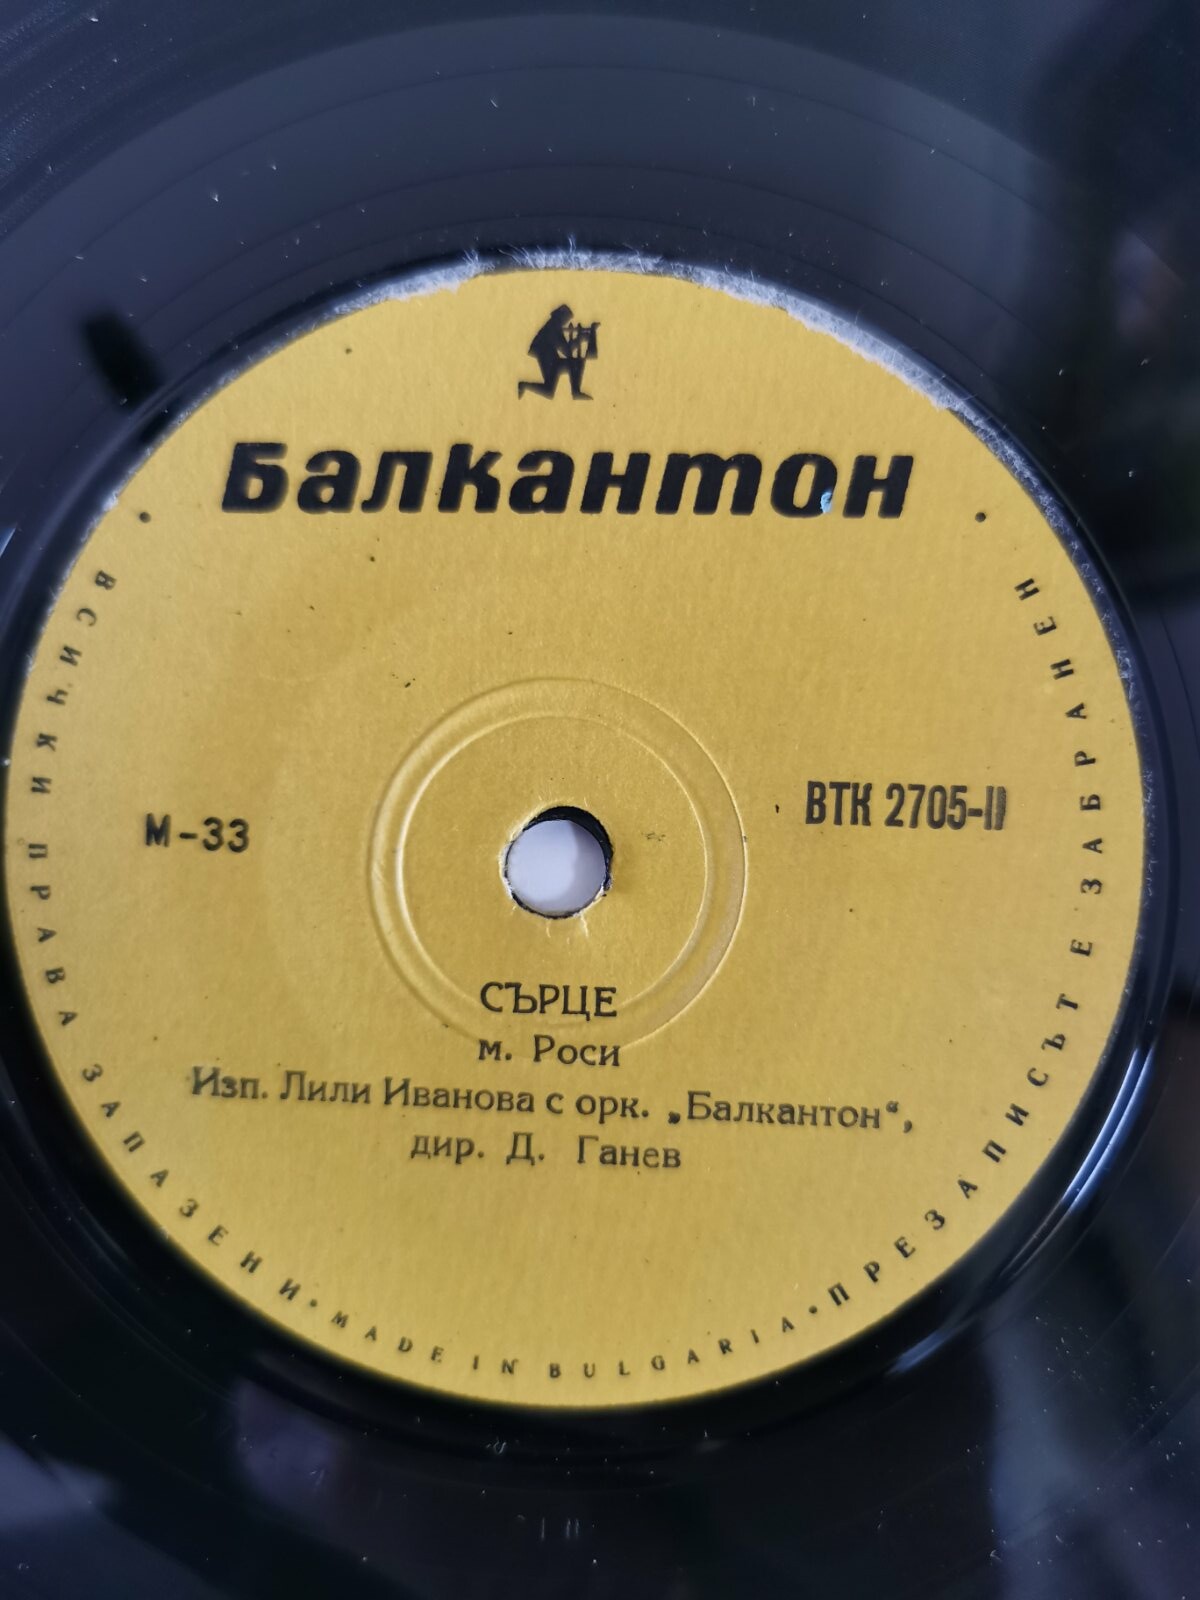 Балкантон
М-33
ВТК 2705-II
СЪРЦЕ
м. Роси
Изп. Лили Иванова с орк. „Балкантон“,
дир. Д. Ганев
ВСИЧКИ ПРАВА ЗАПАЗЕНИ • MADE IN BULGARIA • ПРЕЗАПИСЪТ Е ЗАБРАНЕН